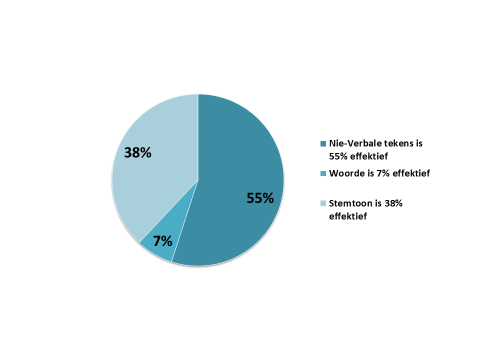 38%
55%
7%
Nie-Verbale tekens is
55% effektief
Woorde is 7% effektief
Stemtoon is 38%
effektief